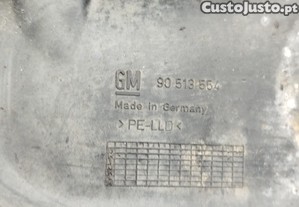 CustoJusto.pt
GM 90 513 564
Made in Germany
>PE-LLD<